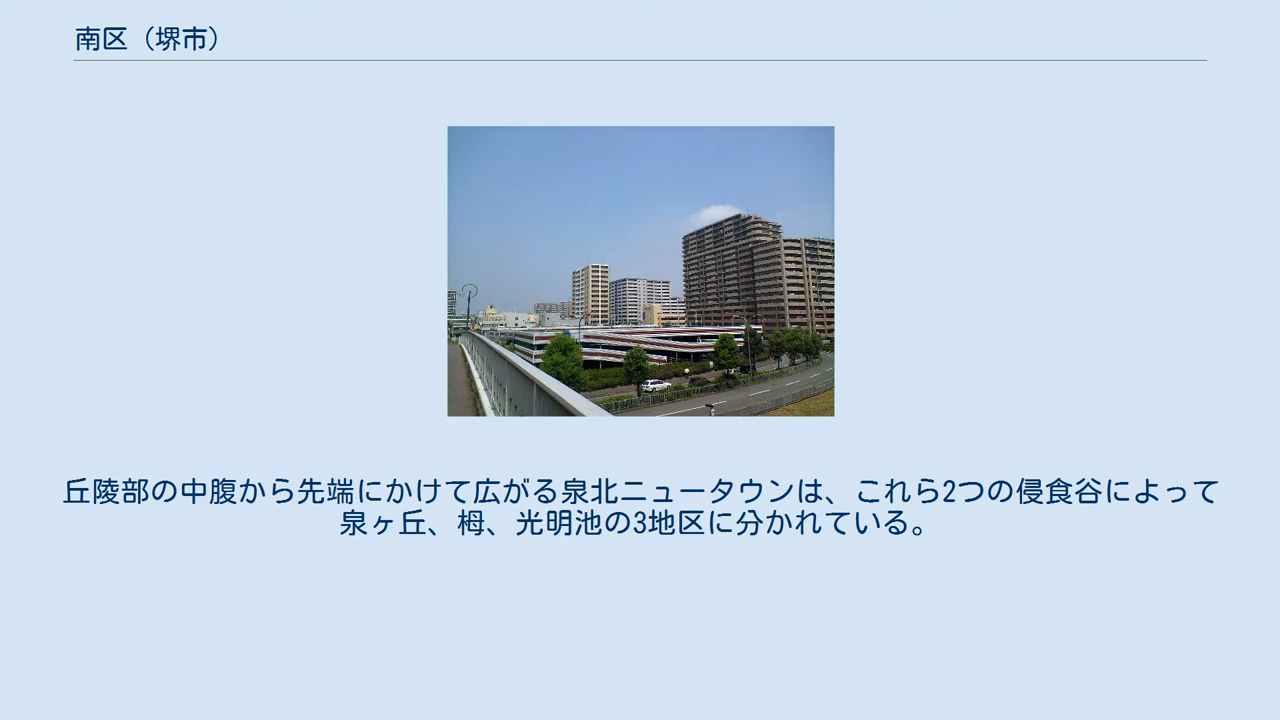 南区（堺市）
丘陵部の中腹から先端にかけて広がる泉北ニュータウンは、これら2つの侵食谷によって
泉ヶ丘、栂、光明池の3地区に分かれている。